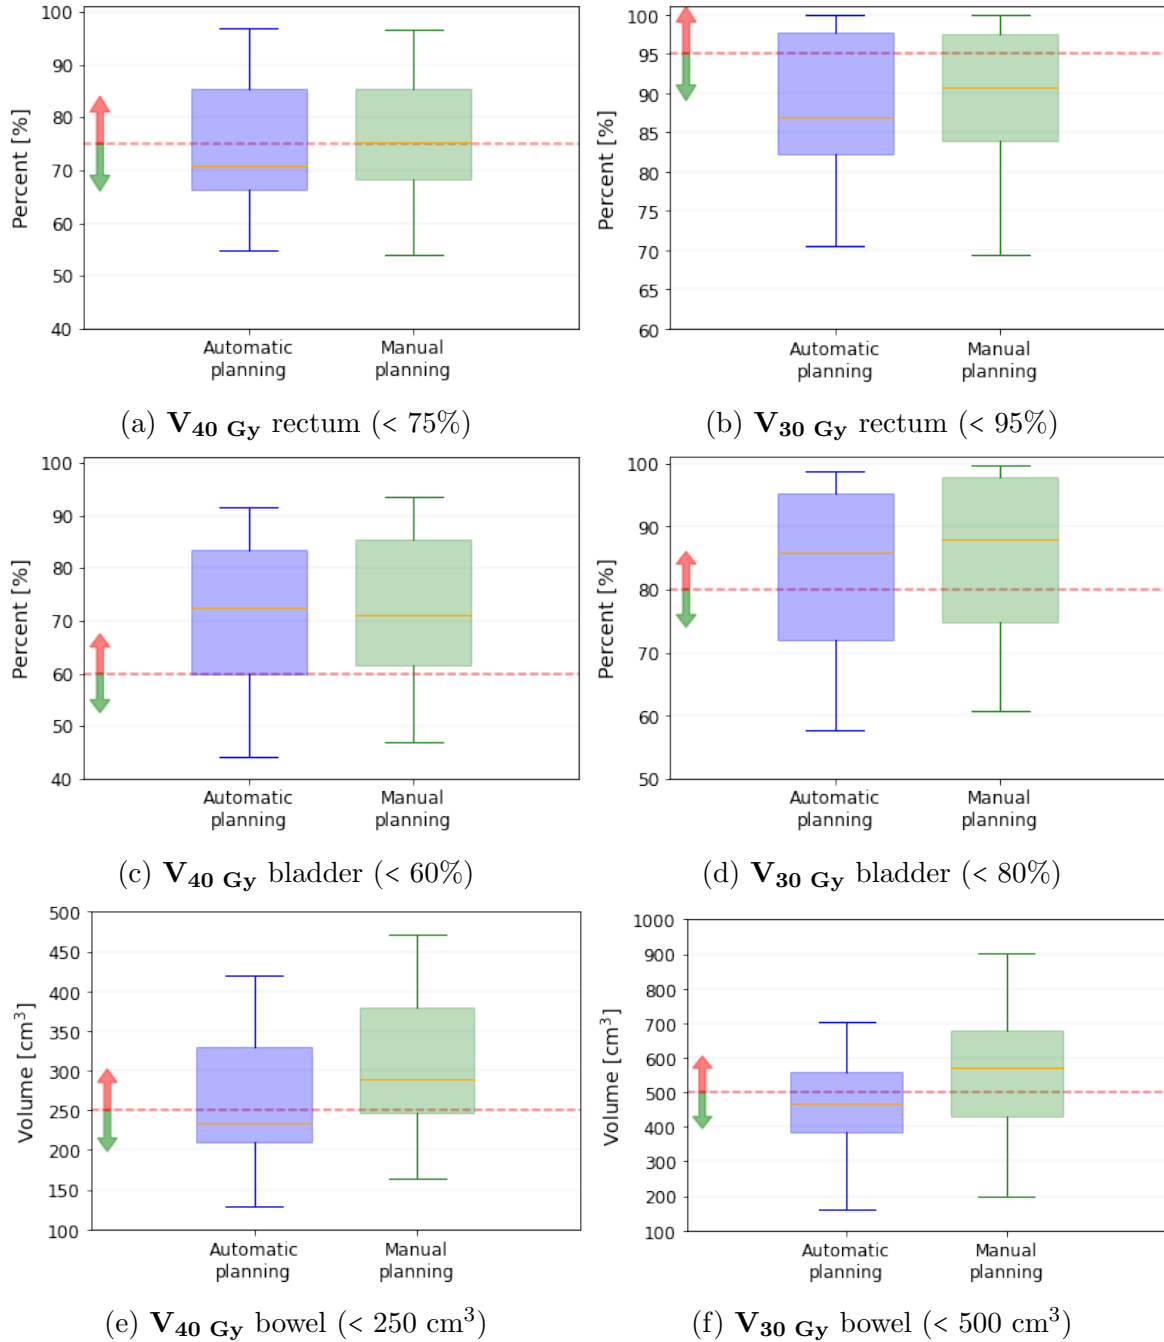 100
90
80
70
60
50
40
Percent [%]
Automatic planning
Manual planning
(a) V40 Gy rectum (< 75%)
100
95
90
85
80
75
70
65
60
Percent [%]
Automatic planning
Manual planning
(b) V30 Gy rectum (< 95%)
100
90
80
70
60
50
40
Percent [%]
Automatic planning
Manual planning
(c) V40 Gy bladder (< 60%)
100
90
80
70
60
50
Percent [%]
Automatic planning
Manual planning
(d) V30 Gy bladder (< 80%)
500
450
400
350
300
250
200
150
100
Volume [cm³]
Automatic planning
Manual planning
(e) V40 Gy bowel (< 250 cm³)
1000
900
800
700
600
500
400
300
200
100
Volume [cm³]
Automatic planning
Manual planning
(f) V30 Gy bowel (< 500 cm³)